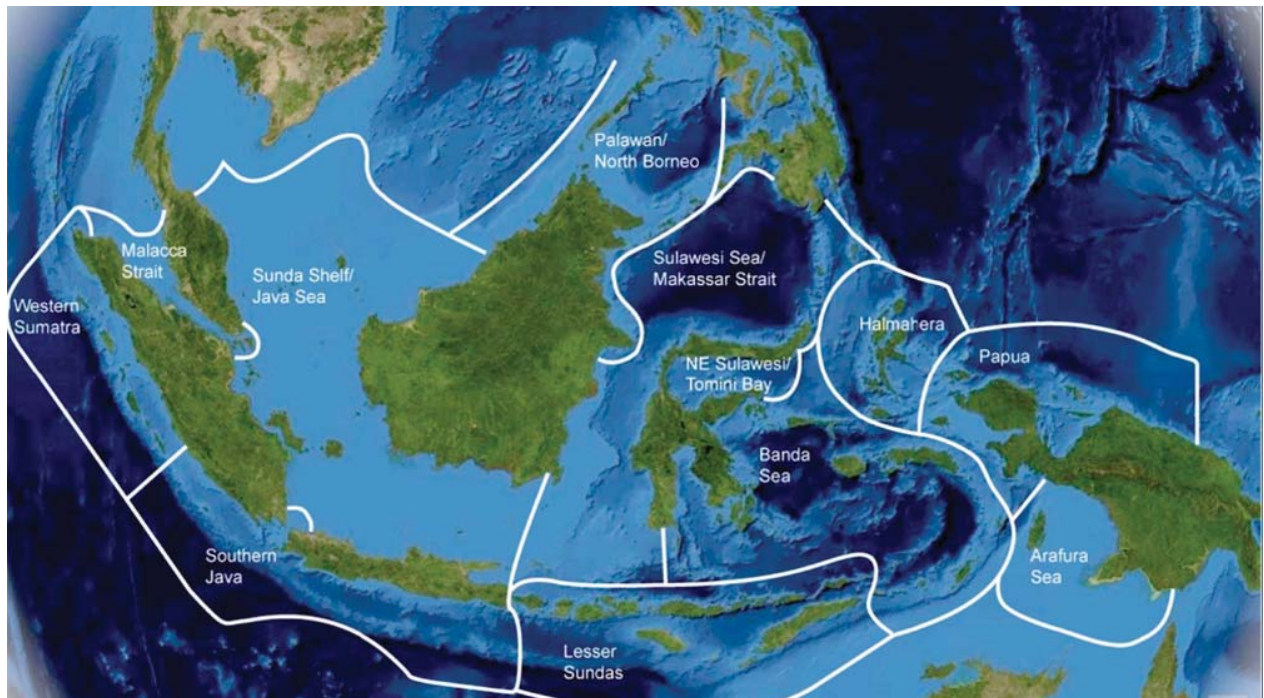 Palawan/
North Borneo
Malacca
Strait
Sunda Shelf/
Java Sea
Sulawesi Sea/
Makassar Strait
Western
Sumatra
Halmahera
Papua
NE Sulawesi/
Tomini Bay
Banda
Sea
Southern
Java
Arafura
Sea
Lesser
Sundas